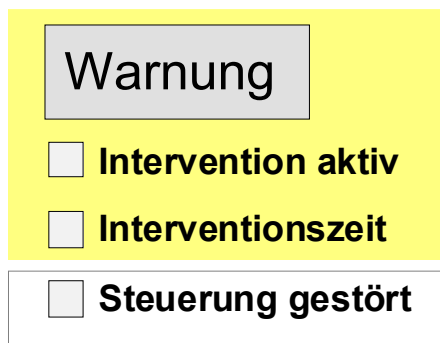 Warnung
Intervention aktiv
Interventionszeit
Steuerung gestört